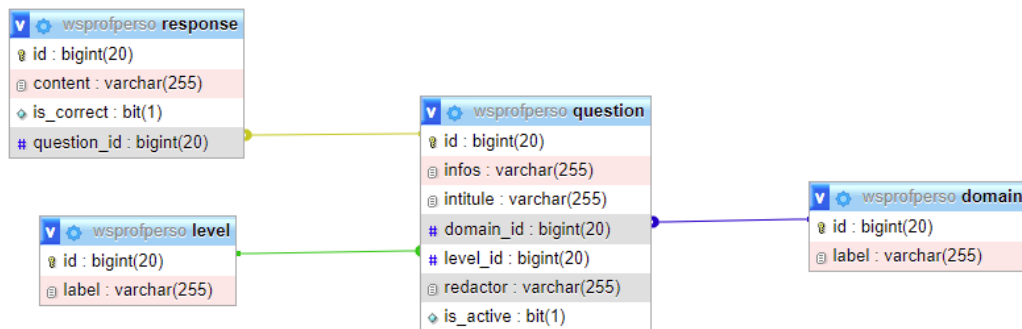 v wsprofperso response
id : bigint(20)
content : varchar(255)
is_correct : bit(1)
# question_id : bigint(20)
v wsprofperso level
id : bigint(20)
label : varchar(255)
v wsprofperso question
id : bigint(20)
infos : varchar(255)
intitule : varchar(255)
# domain_id : bigint(20)
# level_id : bigint(20)
redactor : varchar(255)
is_active : bit(1)
v wsprofperso domain
id : bigint(20)
label : varchar(255)